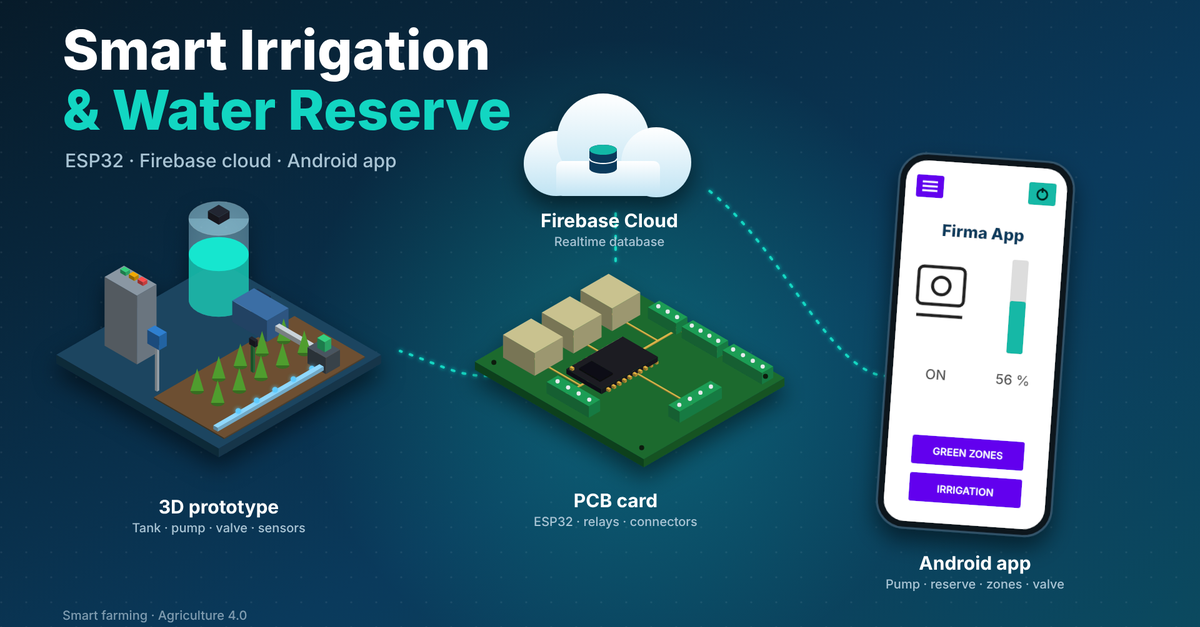 Smart Irrigation
& Water Reserve
ESP32 · Firebase cloud · Android app
Firebase Cloud
Realtime database
Firma App
ON
56 %
GREEN ZONES
IRRIGATION
3D prototype
Tank · pump · valve · sensors
PCB card
ESP32 · relays · connectors
Android app
Pump · reserve · zones · valve
Smart farming · Agriculture 4.0